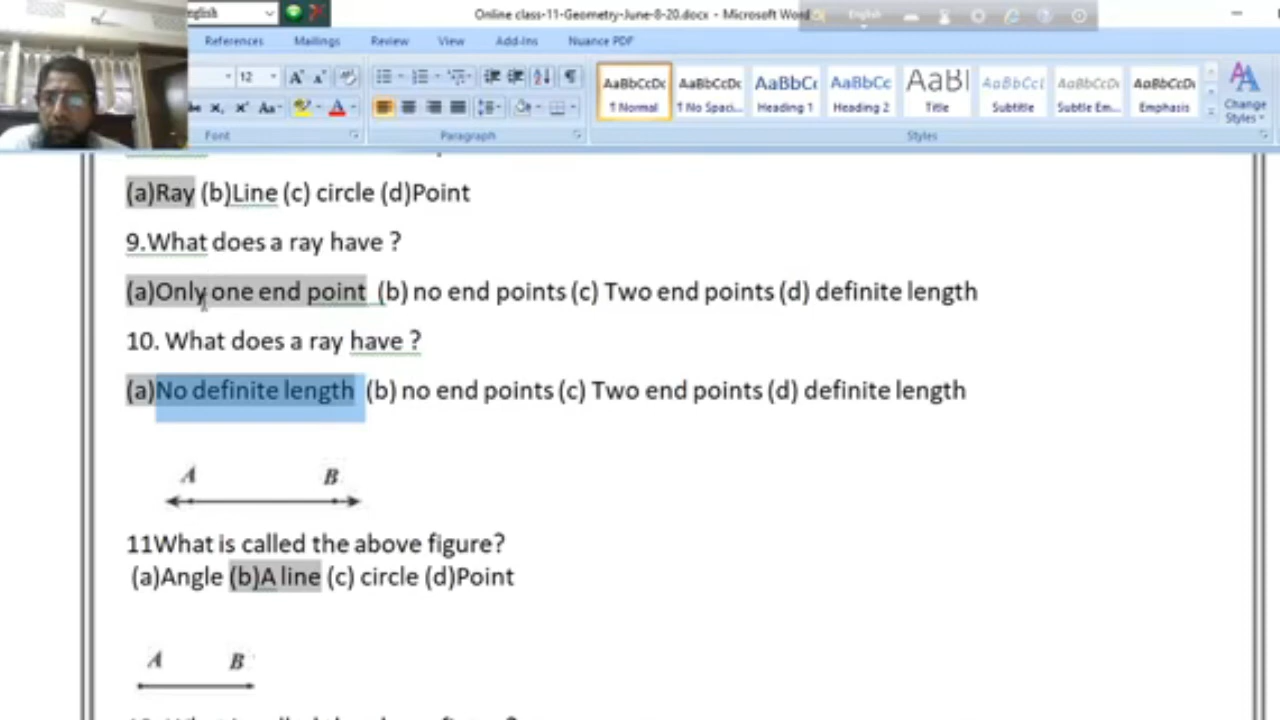 nglish
Online class-11-Geometry-June-8-20.docx - Microsoft Word
English
References Mailings Review View Add-Ins Nuance PDF
12
Font Paragraph Styles
AaBbCcDc AaBbCcDc AaBbCc AaBbCc AaBl AaBbCcI AaBbCcDc AaBbCcDc
¶ Normal ¶ No Spaci... Heading 1 Heading 2 Title Subtitle Subtle Em... Emphasis
Change
Styles
(a)Ray (b)Line (c) circle (d)Point
9.What does a ray have ?
(a)Only one end point (b) no end points (c) Two end points (d) definite length
10. What does a ray have ?
(a)No definite length (b) no end points (c) Two end points (d) definite length
A B
11What is called the above figure?
(a)Angle (b)A line (c) circle (d)Point
A B